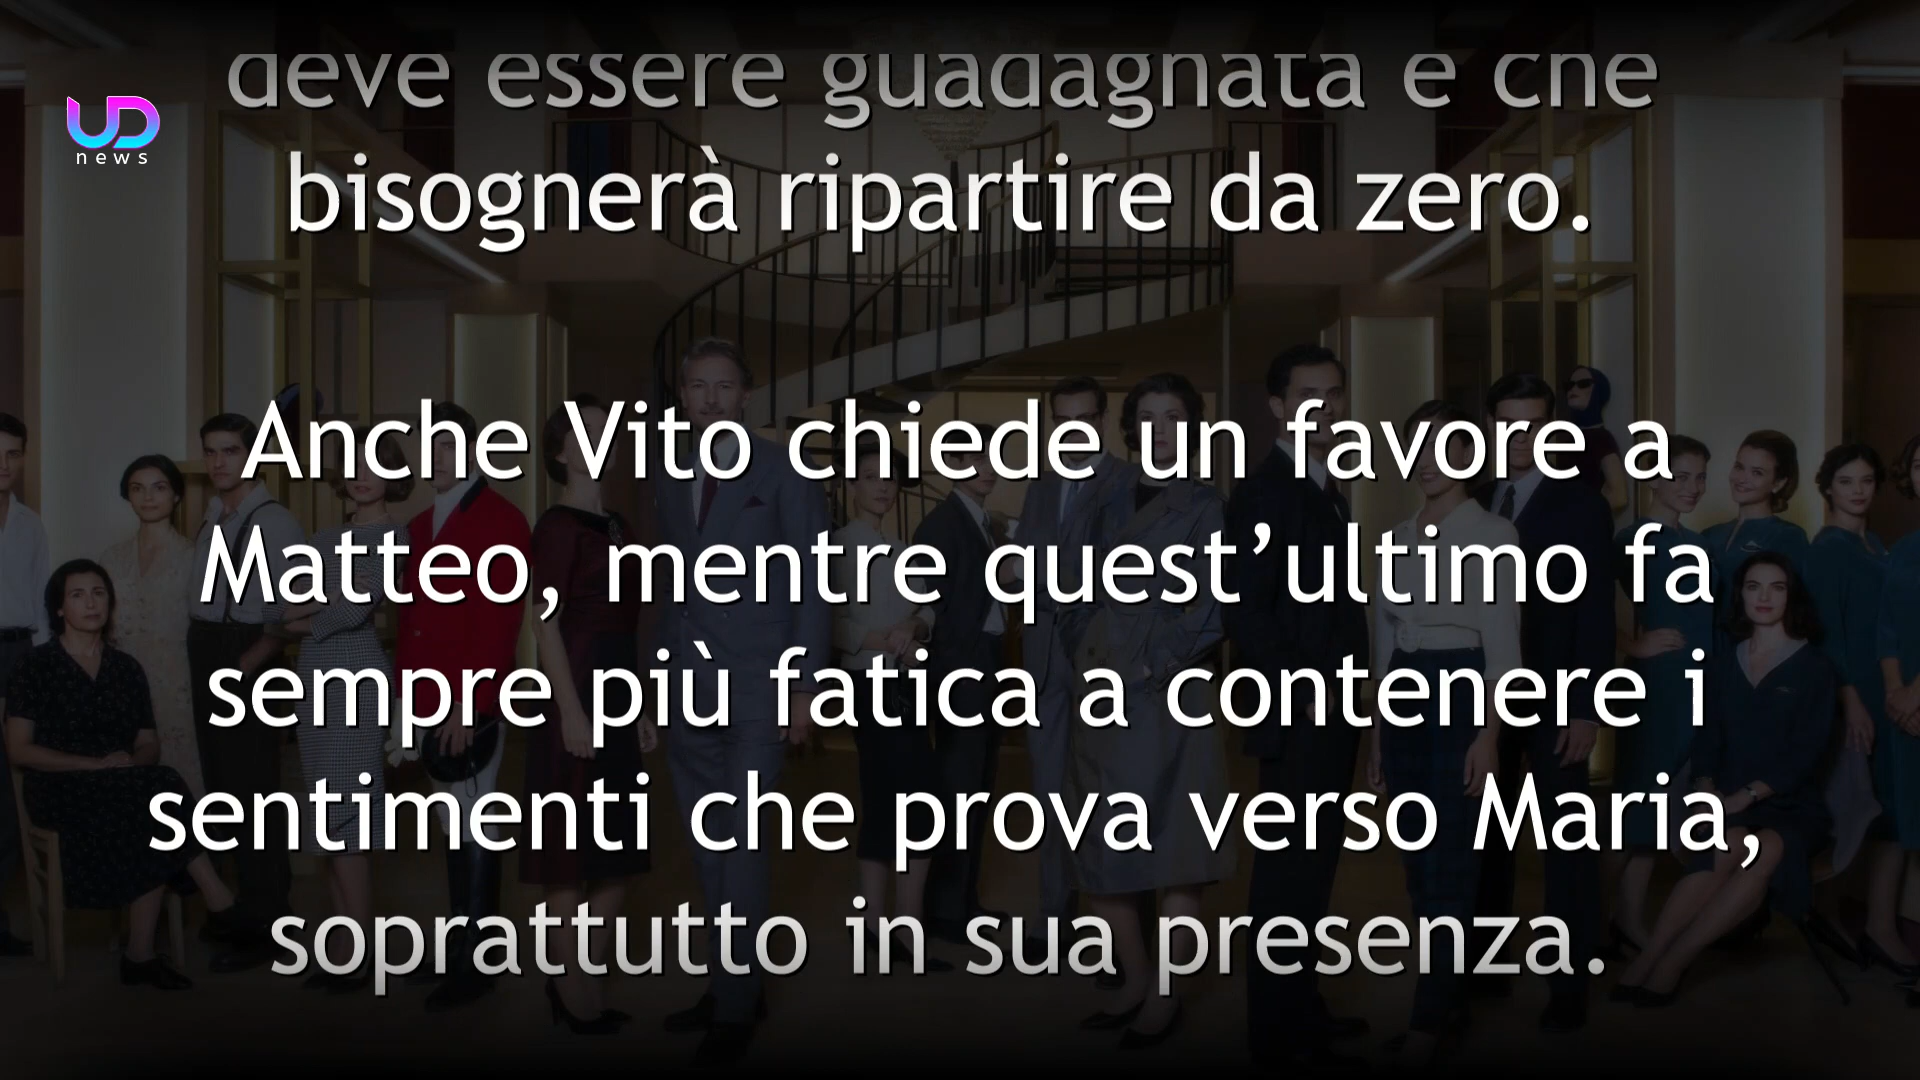 deve essere guadagnata e che
UD
news
bisognerà ripartire da zero.
Anche Vito chiede un favore a
Matteo, mentre quest’ultimo fa
sempre più fatica a contenere i
sentimenti che prova verso Maria,
soprattutto in sua presenza.